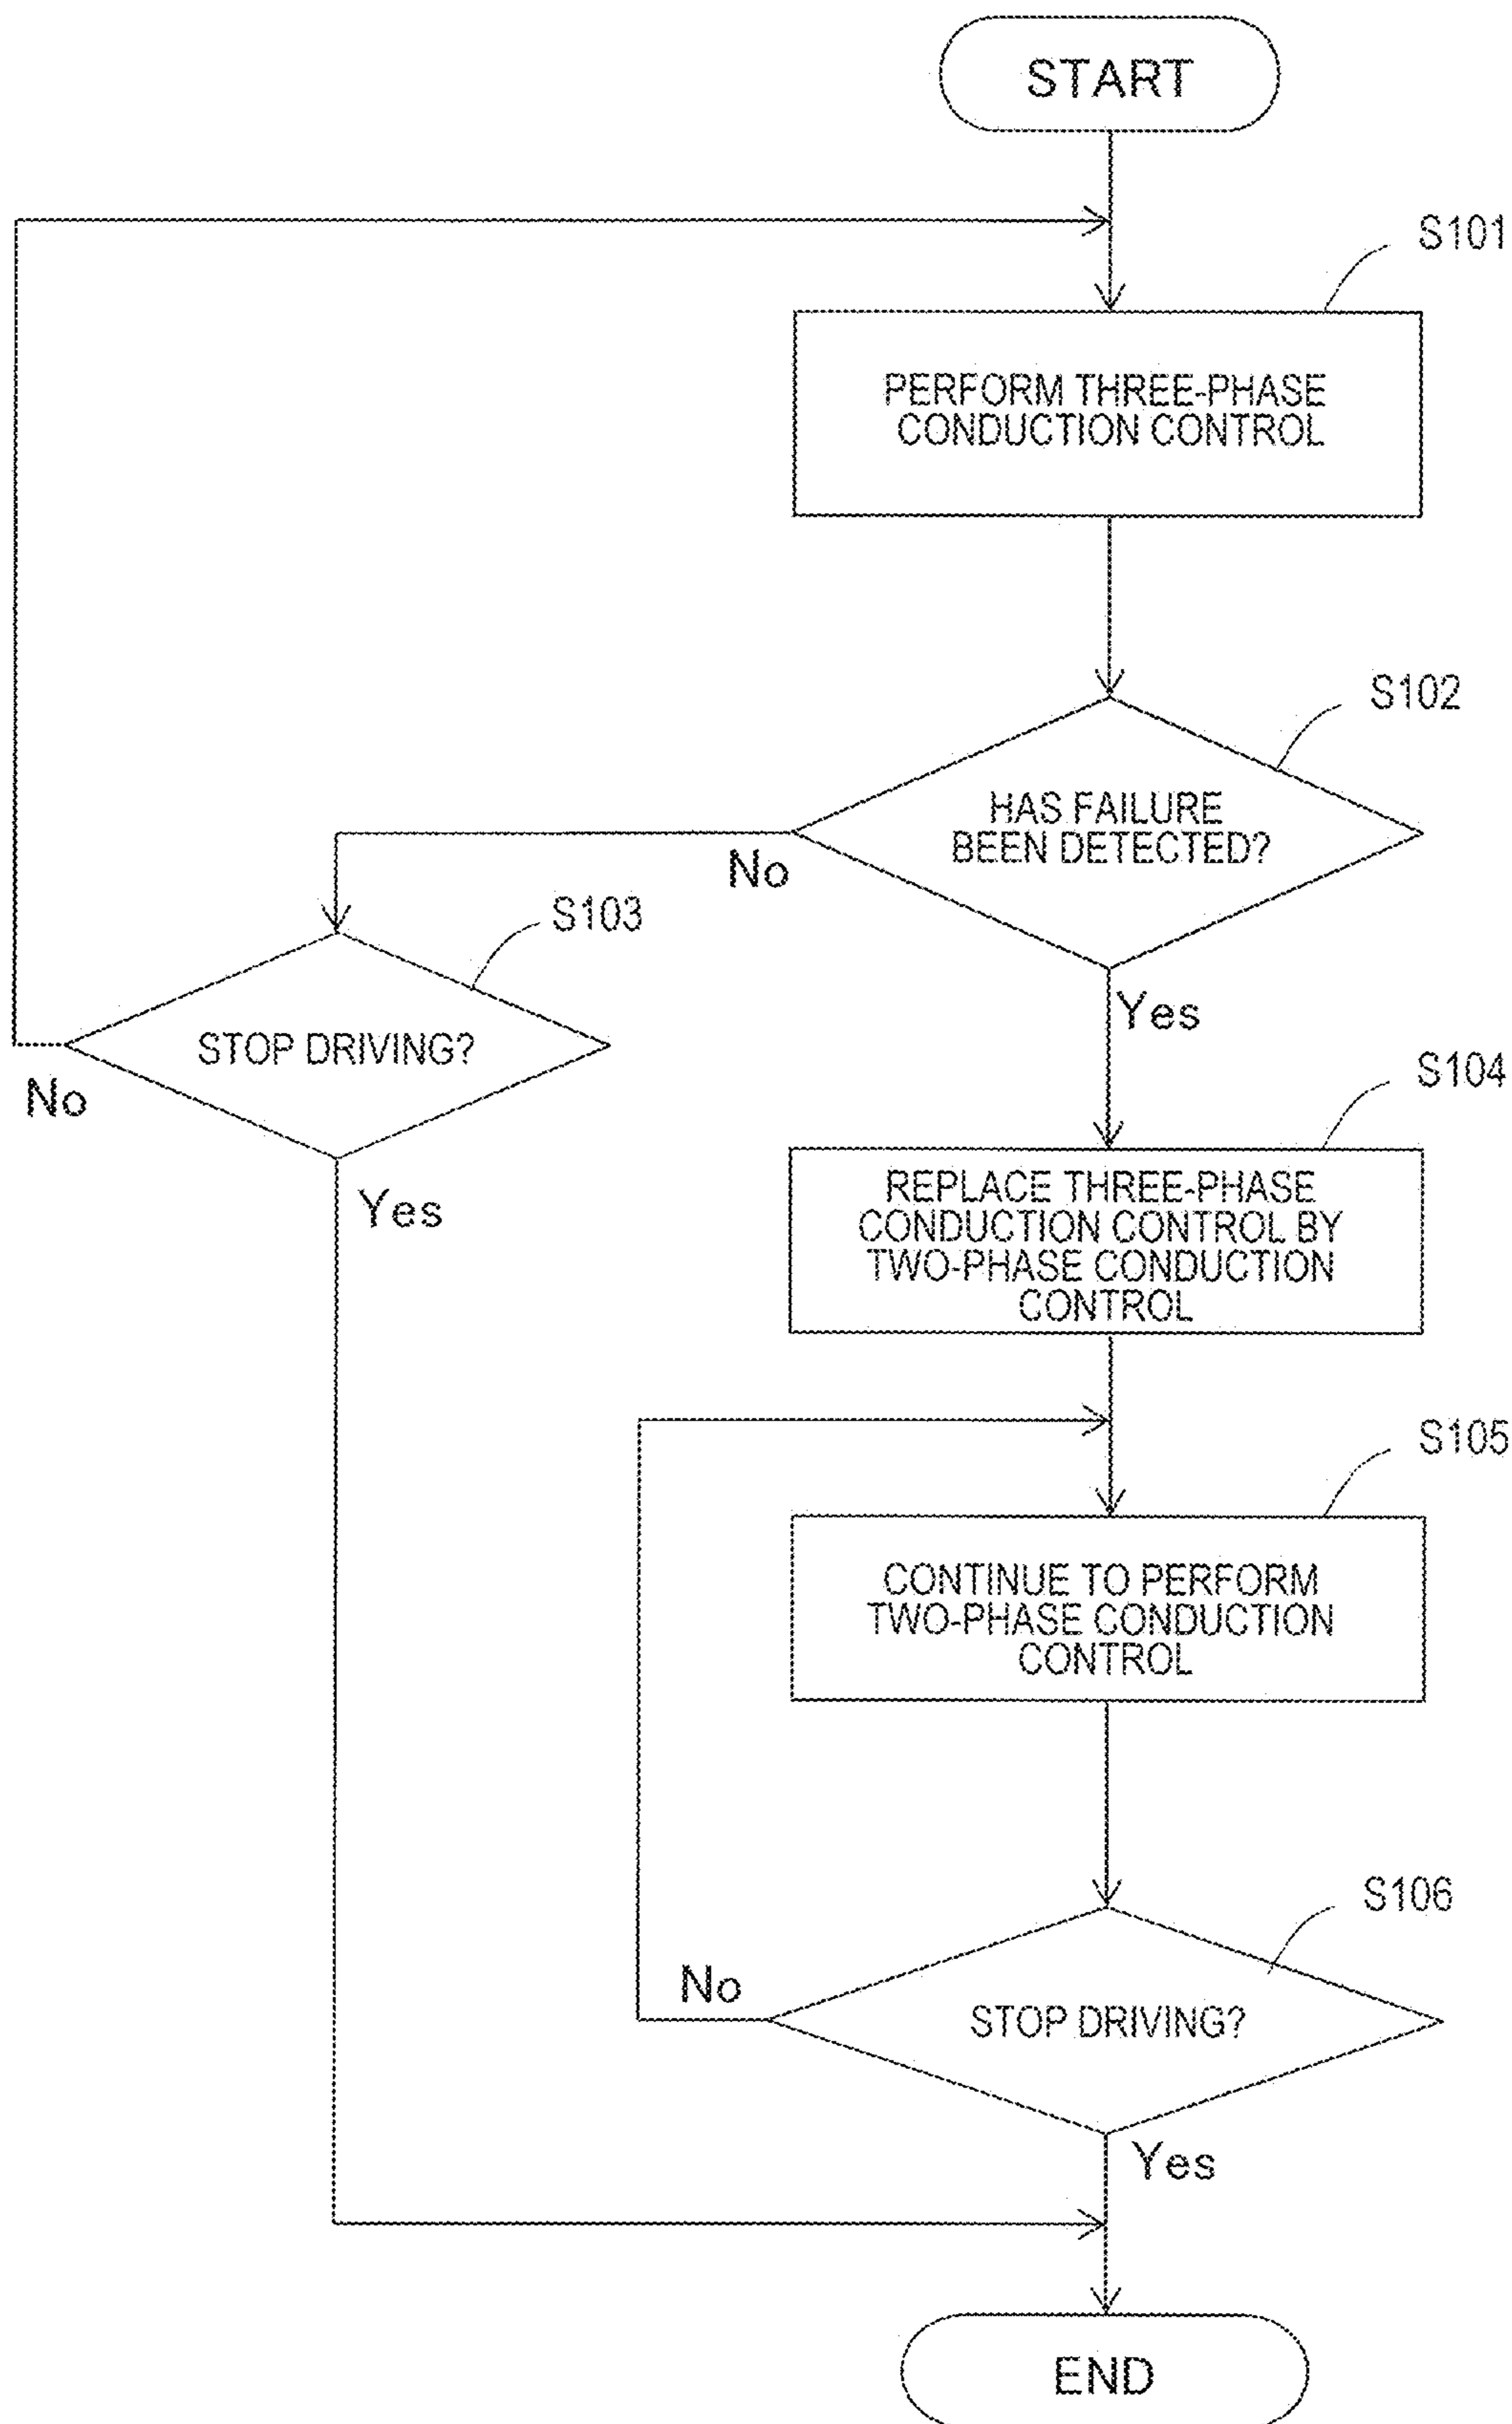 START
S101
PERFORM THREE-PHASE
CONDUCTION CONTROL
S102
HAS FAILURE
BEEN DETECTED?
No
S103
Yes
STOP DRIVING?
No
S104
Yes
REPLACE THREE-PHASE
CONDUCTION CONTROL BY
TWO-PHASE CONDUCTION
CONTROL
S105
CONTINUE TO PERFORM
TWO-PHASE CONDUCTION
CONTROL
S106
No
STOP DRIVING?
Yes
END